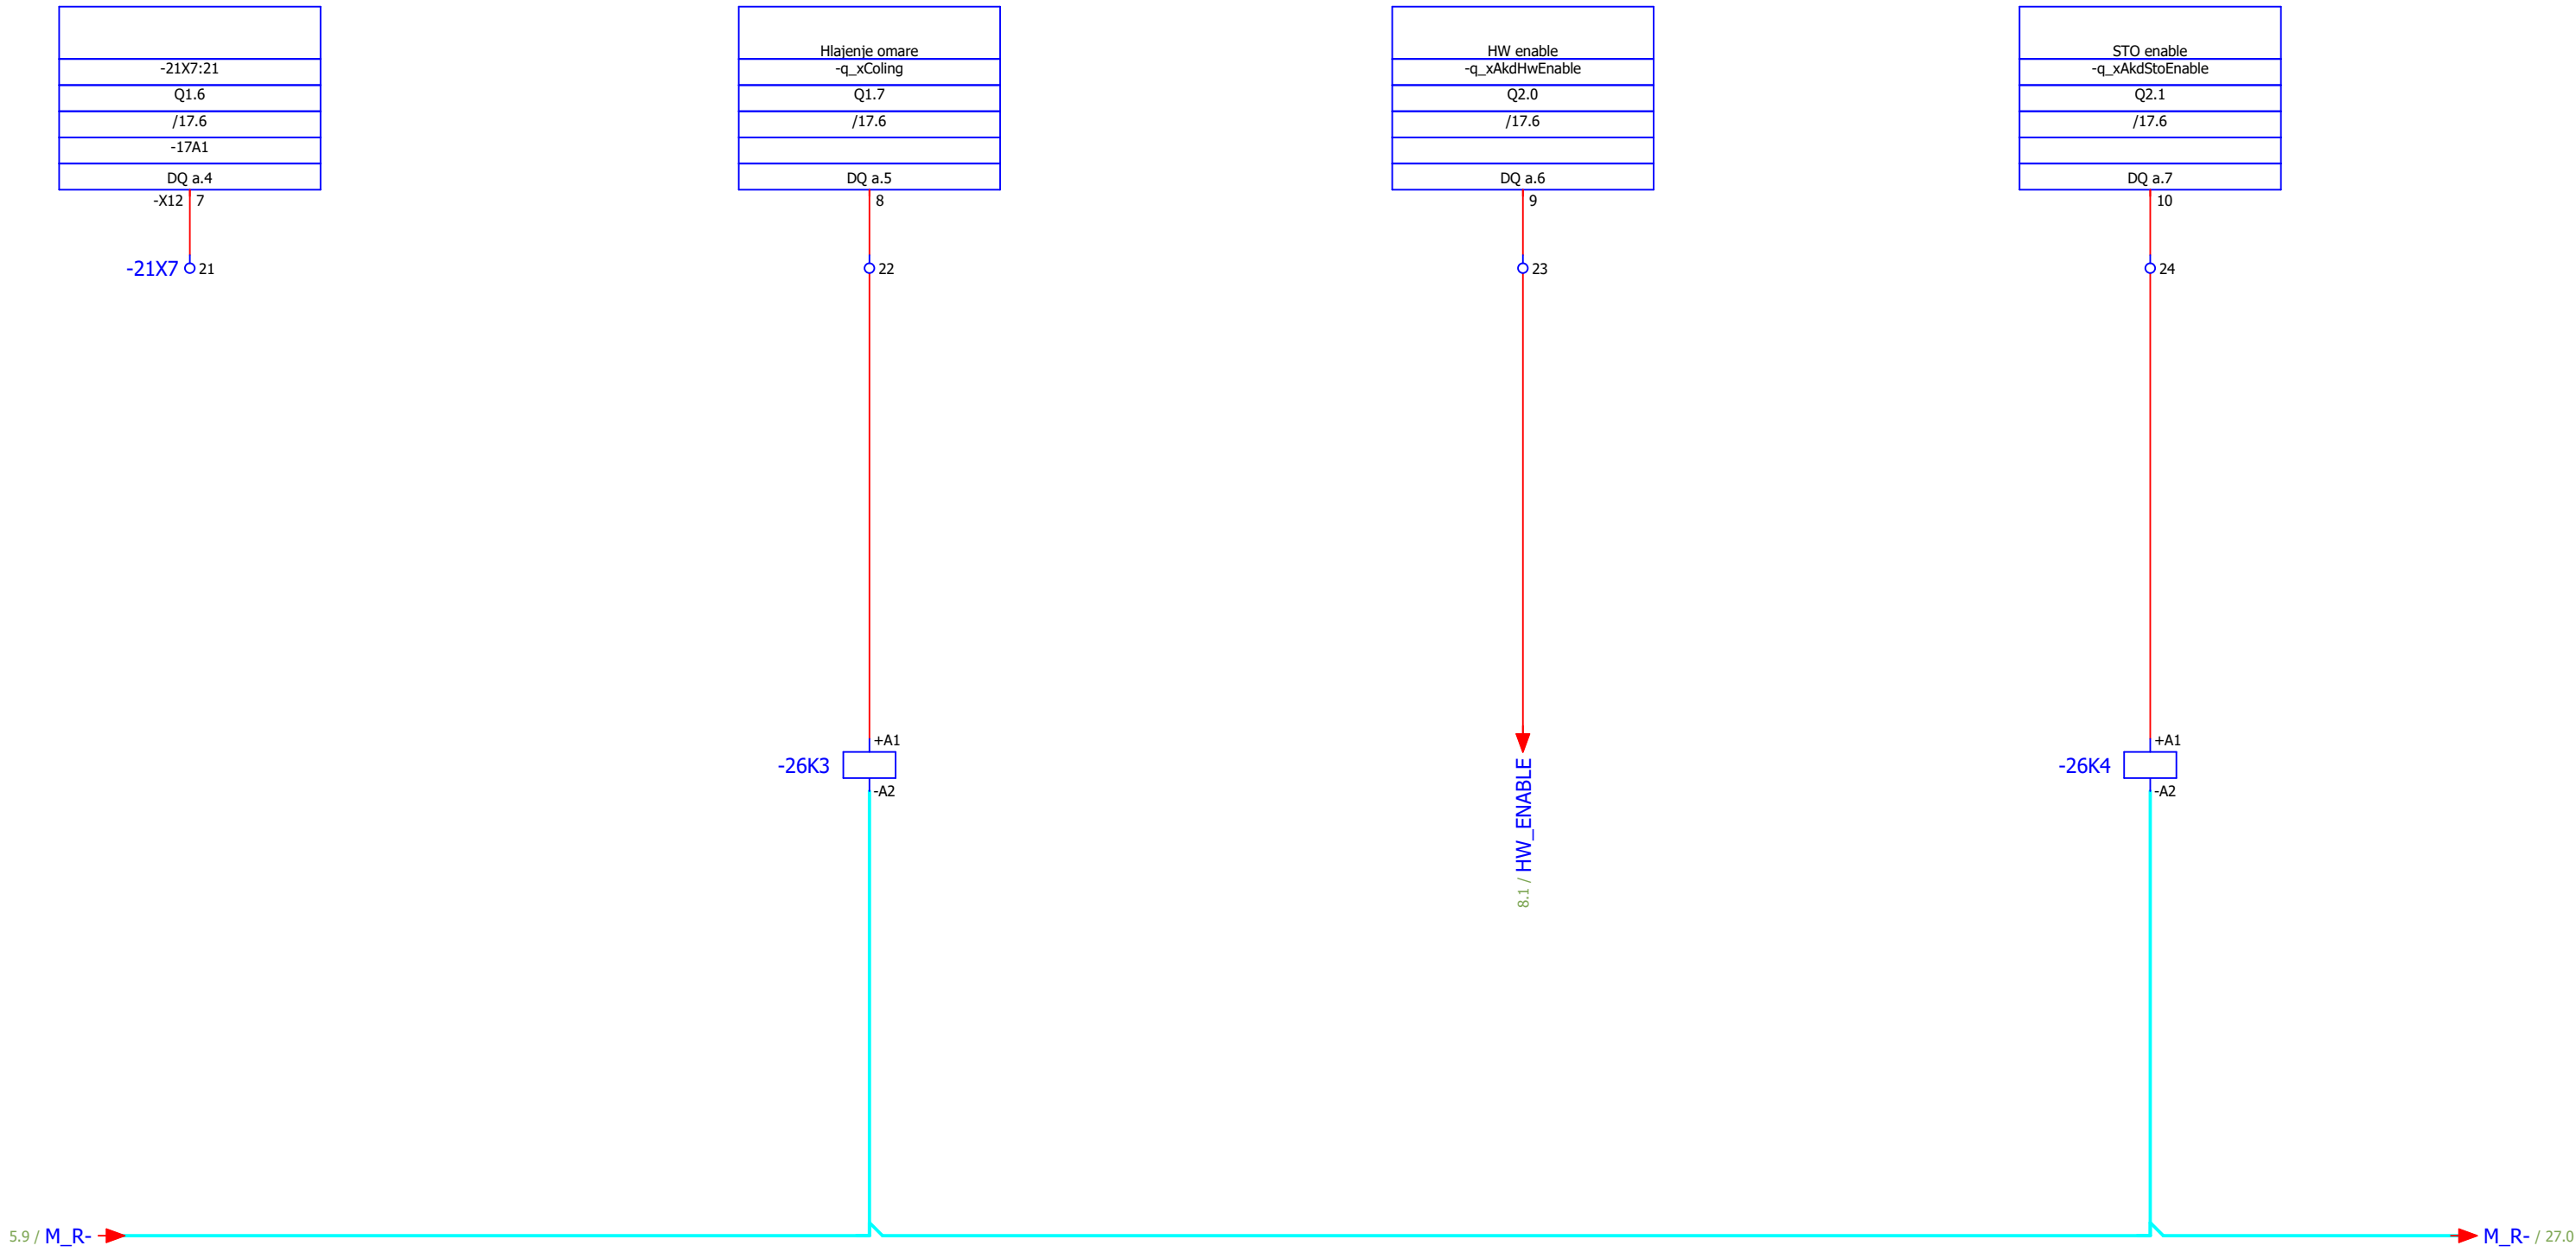 -21X7:21
Q1.6
/17.6
-17A1
DQ a.4
-X12 7
-21X7 21
Hlajenje omare
-q_xColing
Q1.7
/17.6
DQ a.5
8
22
+A1
-26K3
-A2
HW enable
-q_xAkdHwEnable
Q2.0
/17.6
DQ a.6
9
23
8.1 / HW_ENABLE
STO enable
-q_xAkdStoEnable
Q2.1
/17.6
DQ a.7
10
24
+A1
-26K4
-A2
5.9 / M_R-
M_R- / 27.0